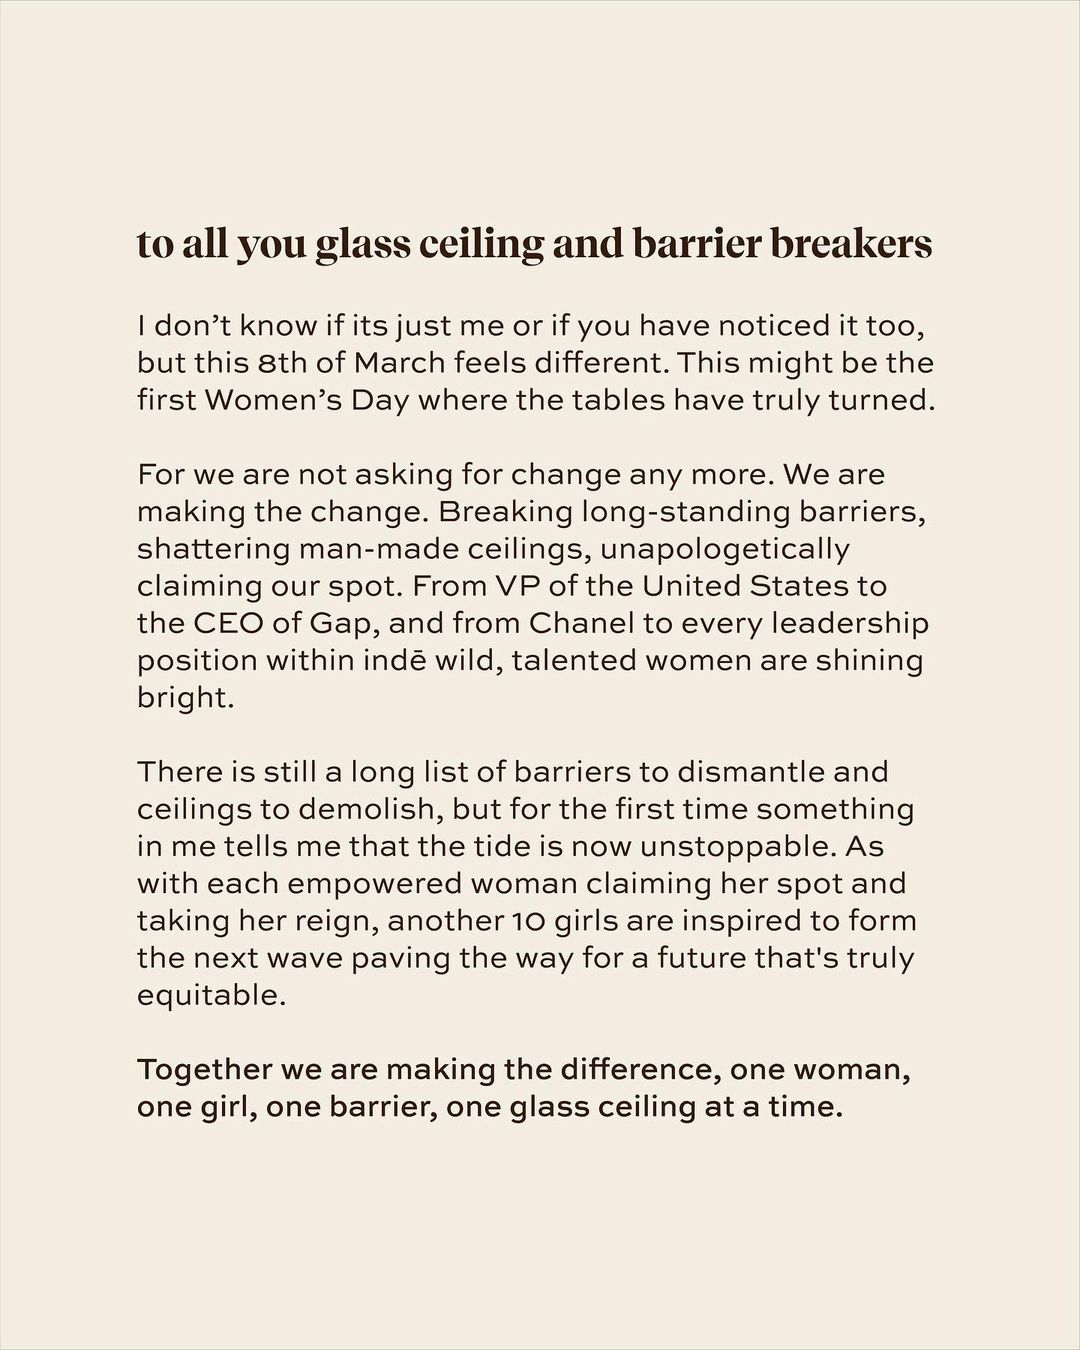 to all you glass ceiling and barrier breakers
I don’t know if its just me or if you have noticed it too,
but this 8th of March feels different. This might be the
first Women’s Day where the tables have truly turned.
For we are not asking for change any more. We are
making the change. Breaking long-standing barriers,
shattering man-made ceilings, unapologetically
claiming our spot. From VP of the United States to
the CEO of Gap, and from Chanel to every leadership
position within indē wild, talented women are shining
bright.
There is still a long list of barriers to dismantle and
ceilings to demolish, but for the first time something
in me tells me that the tide is now unstoppable. As
with each empowered woman claiming her spot and
taking her reign, another 10 girls are inspired to form
the next wave paving the way for a future that's truly
equitable.
Together we are making the difference, one woman,
one girl, one barrier, one glass ceiling at a time.